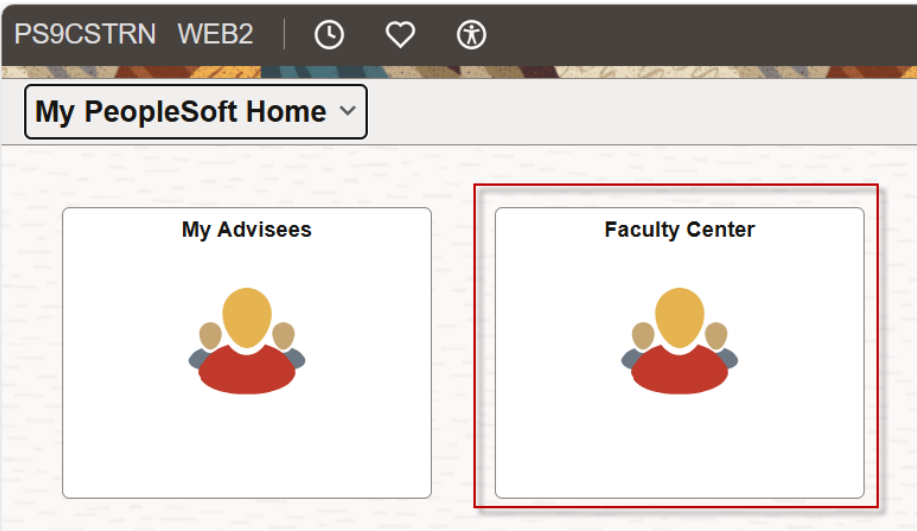 PS9CSTRN WEB2
My PeopleSoft Home
My Advisees
Faculty Center